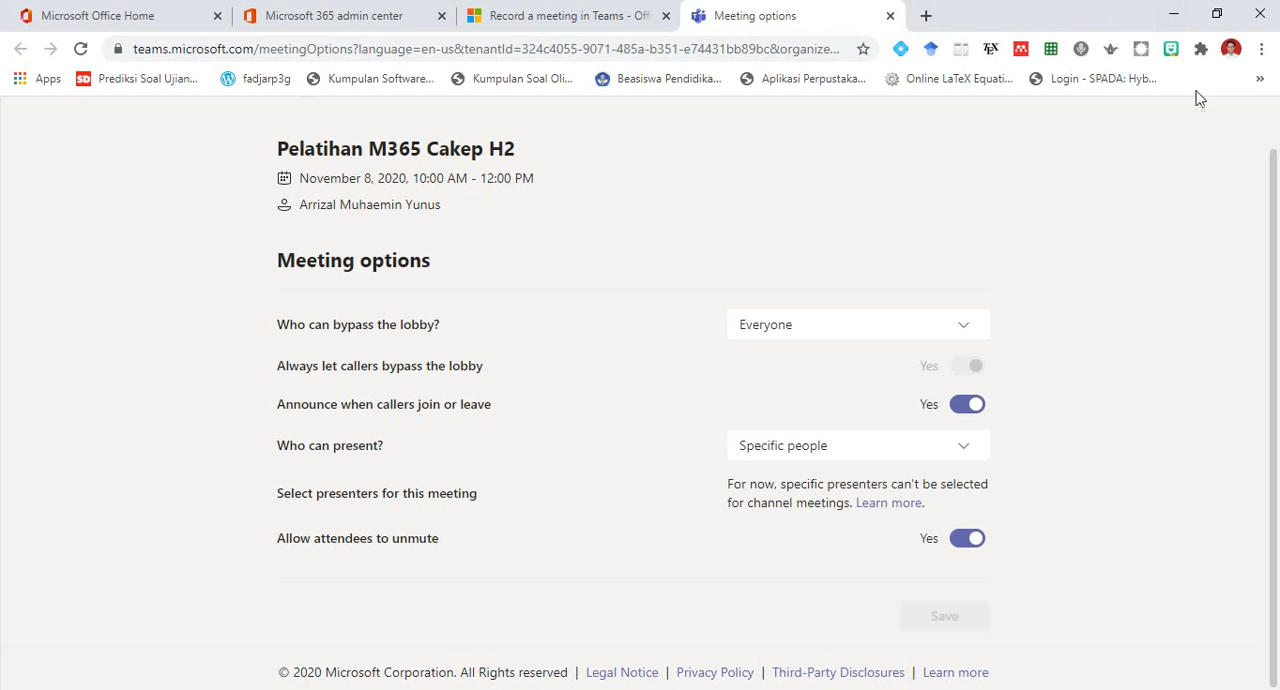 Microsoft Office Home
Microsoft 365 admin center
Record a meeting in Teams - Offi
Meeting options
teams.microsoft.com/meetingOptions?language=en-us&tenantId=324c4055-9071-485a-b351-e74431bb89bc&organize...
TEX
Apps
SD
Prediksi Soal Ujian...
fadjarp3g
Kumpulan Software...
Kumpulan Soal Oli...
Beasiswa Pendidika...
Aplikasi Perpustaka...
Online LaTeX Equati...
Login - SPADA: Hyb...
Pelatihan M365 Cakep H2
November 8, 2020, 10:00 AM - 12:00 PM
Arrizal Muhaemin Yunus
Meeting options
Who can bypass the lobby?
Everyone
Always let callers bypass the lobby
Yes
Announce when callers join or leave
Yes
Who can present?
Specific people
Select presenters for this meeting
For now, specific presenters can't be selected
for channel meetings. Learn more.
Allow attendees to unmute
Yes
Save
© 2020 Microsoft Corporation. All Rights reserved | Legal Notice | Privacy Policy | Third-Party Disclosures | Learn more